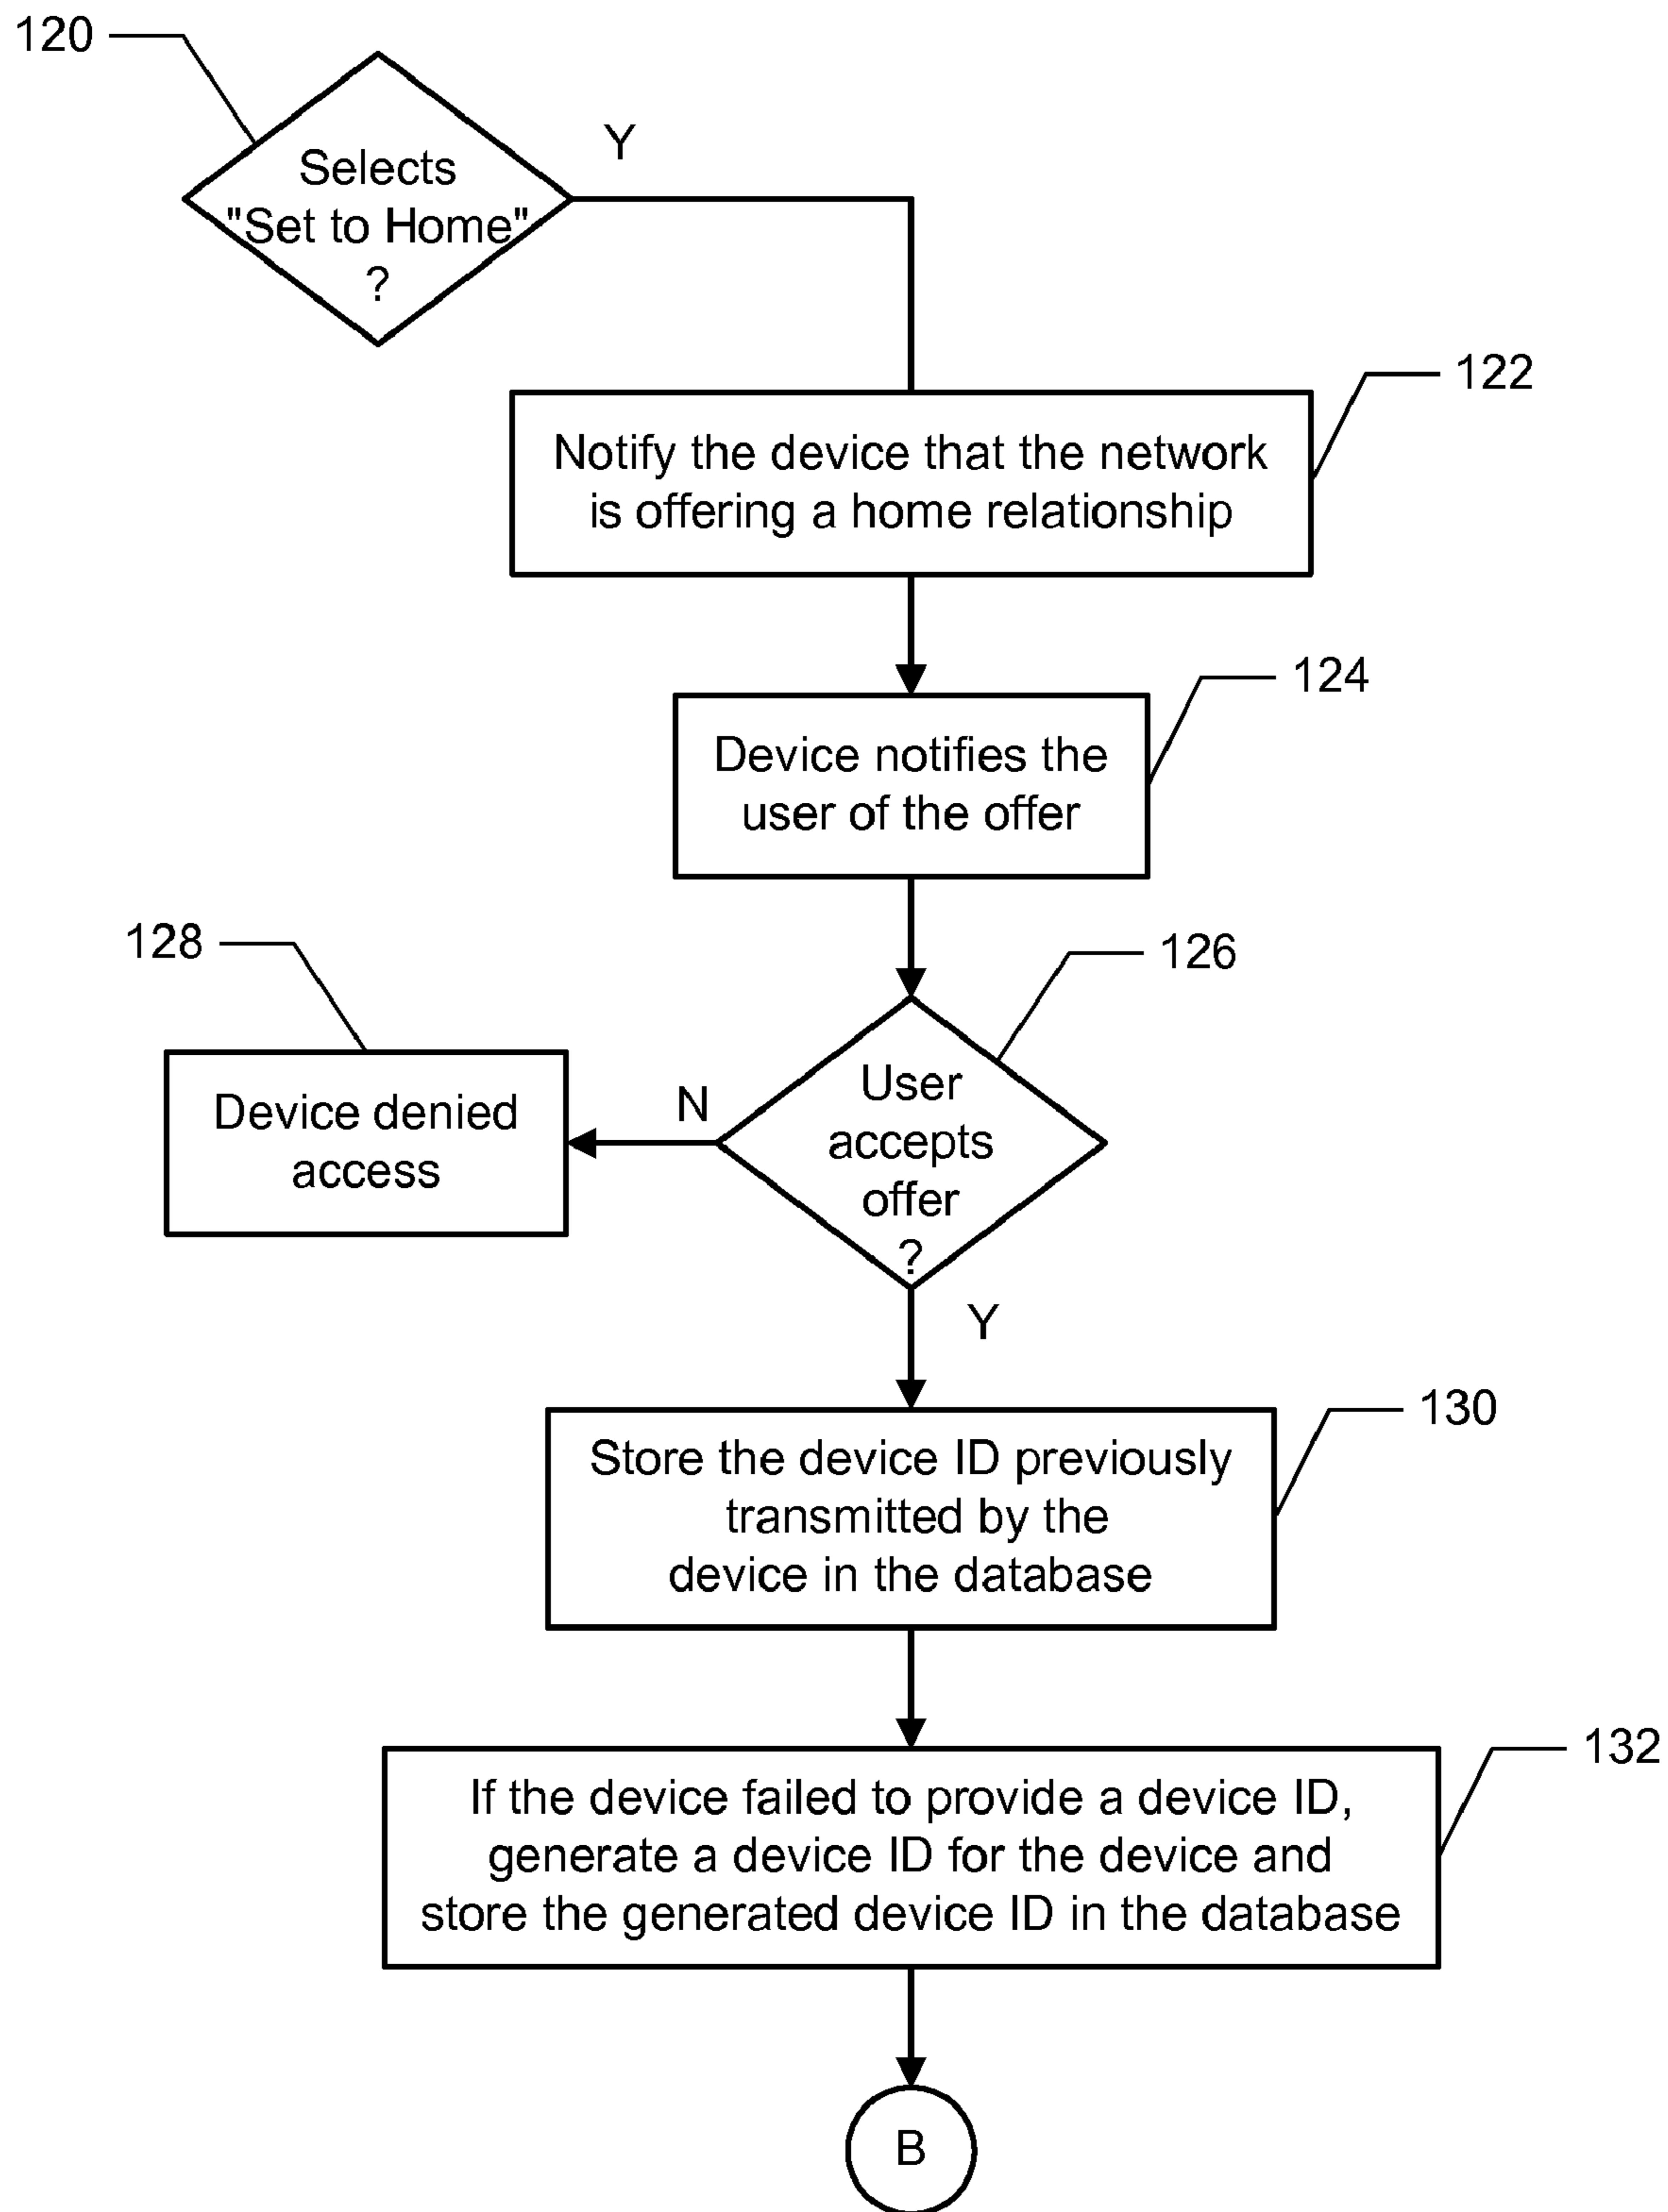 120
Selects
"Set to Home"
?
Y
122
Notify the device that the network
is offering a home relationship
124
Device notifies the
user of the offer
128
Device denied
access
N
126
User
accepts
offer
?
Y
130
Store the device ID previously
transmitted by the
device in the database
132
If the device failed to provide a device ID,
generate a device ID for the device and
store the generated device ID in the database
B